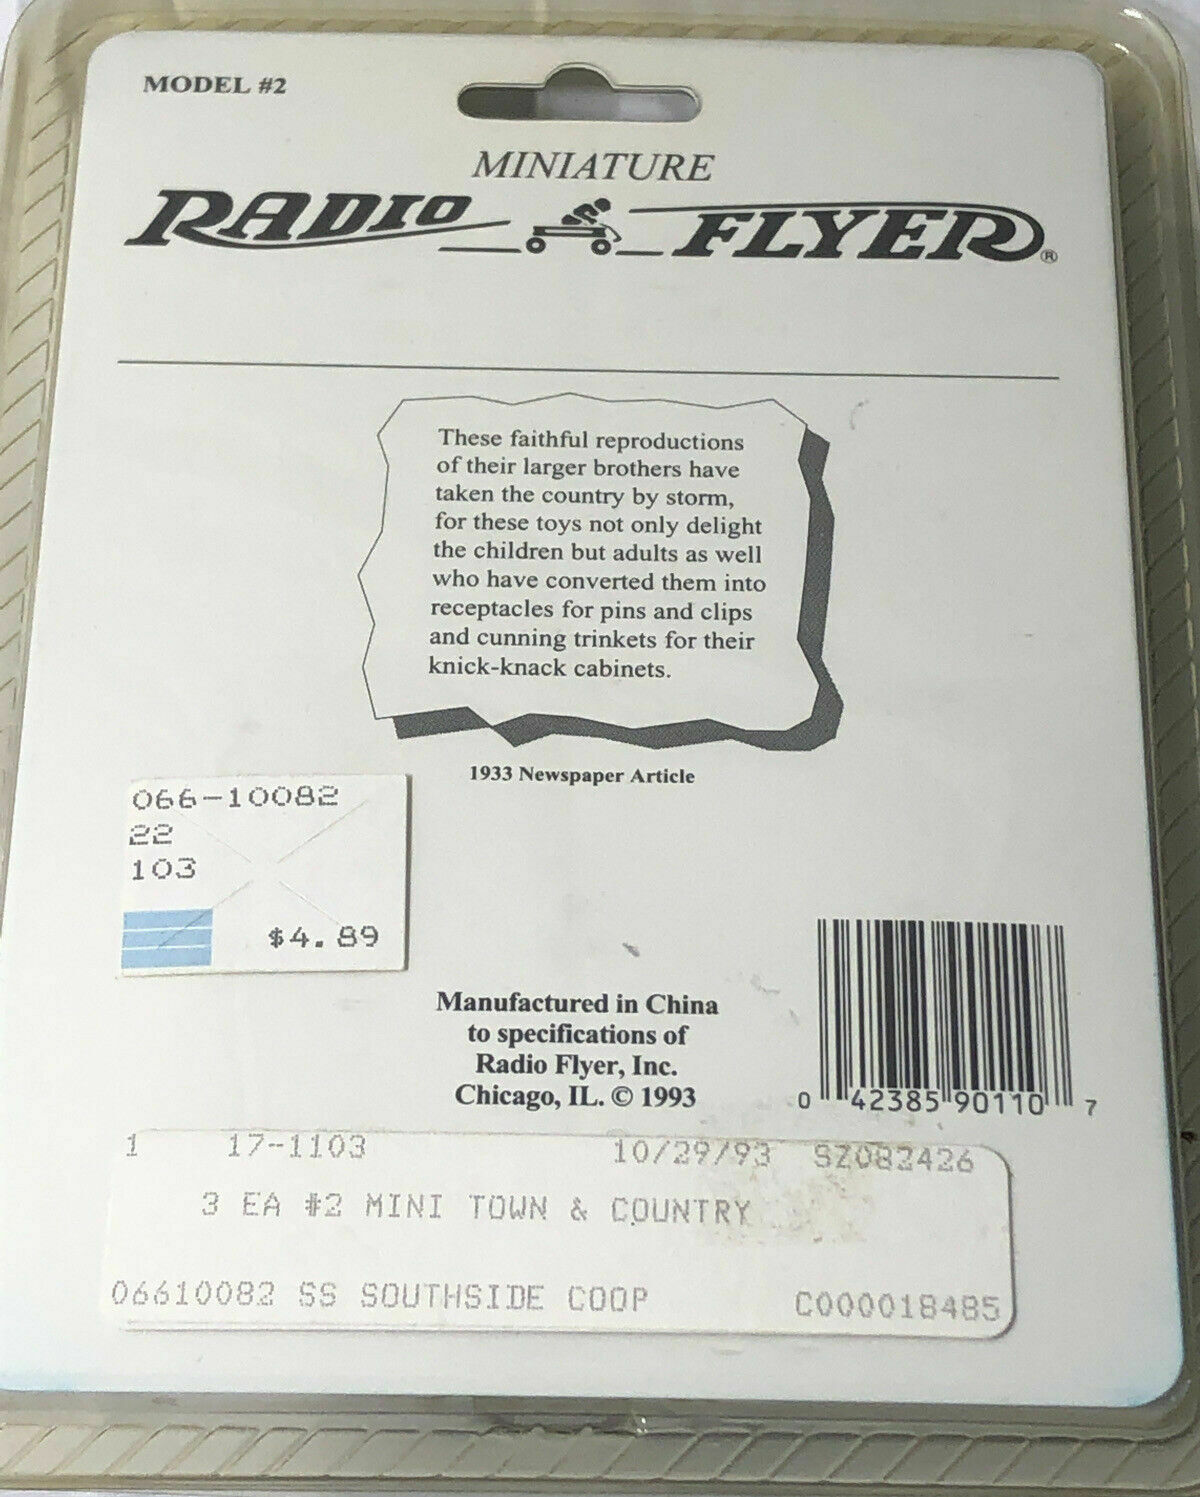 MODEL #2
MINIATURE
RADIO FLYER®
These faithful reproductions
of their larger brothers have
taken the country by storm,
for these toys not only delight
the children but adults as well
who have converted them into
receptacles for pins and clips
and cunning trinkets for their
knick-knack cabinets.
1933 Newspaper Article
066-10082
22
103
$4.89
Manufactured in China
to specifications of
Radio Flyer, Inc.
Chicago, IL. © 1993
0 42385 90110 7
1 17-1103 10/29/93 SZ082426
3 EA #2 MINI TOWN & COUNTRY
06610082 SS SOUTHSIDE COOP C000018485